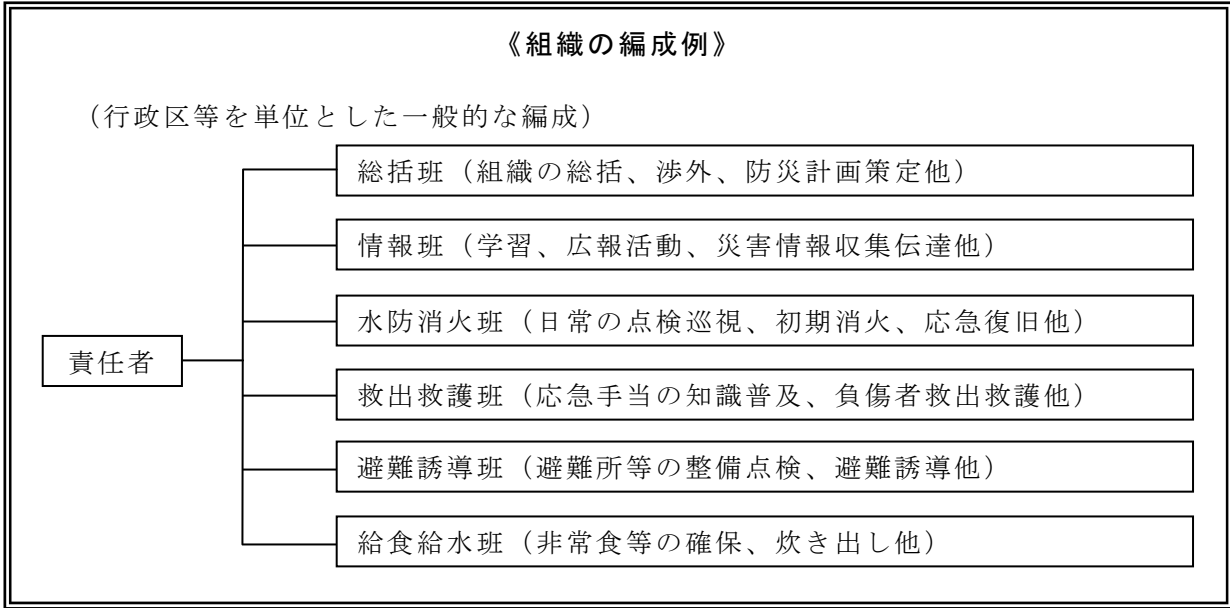 《組織の編成例》
（行政区等を単位とした一般的な編成）
総括班（組織の総括、渉外、防災計画策定他）
情報班（学習、広報活動、災害情報収集伝達他）
水防消火班（日常の点検巡視、初期消火、応急復旧他）
責任者
救出救護班（応急手当の知識普及、負傷者救出救護他）
避難誘導班（避難所等の整備点検、避難誘導他）
給食給水班（非常食等の確保、炊き出し他）